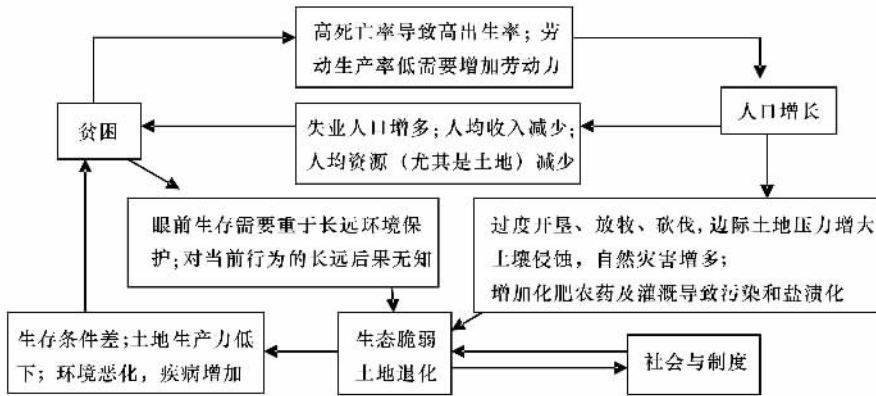 高死亡率导致高出生率；劳
动生产率低需要增加劳动力
人口增长
贫困
失业人口增多；人均收入减少；
人均资源（尤其是土地）减少
眼前生存需要重于长远环境保
护；对当前行为的长远后果无知
过度开垦、放牧、砍伐，边际土地压力增大
土壤侵蚀，自然灾害增多；
增加化肥农药及灌溉导致污染和盐渍化
生存条件差；土地生产力低
下；环境恶化，疾病增加
生态脆弱
土地退化
社会与制度